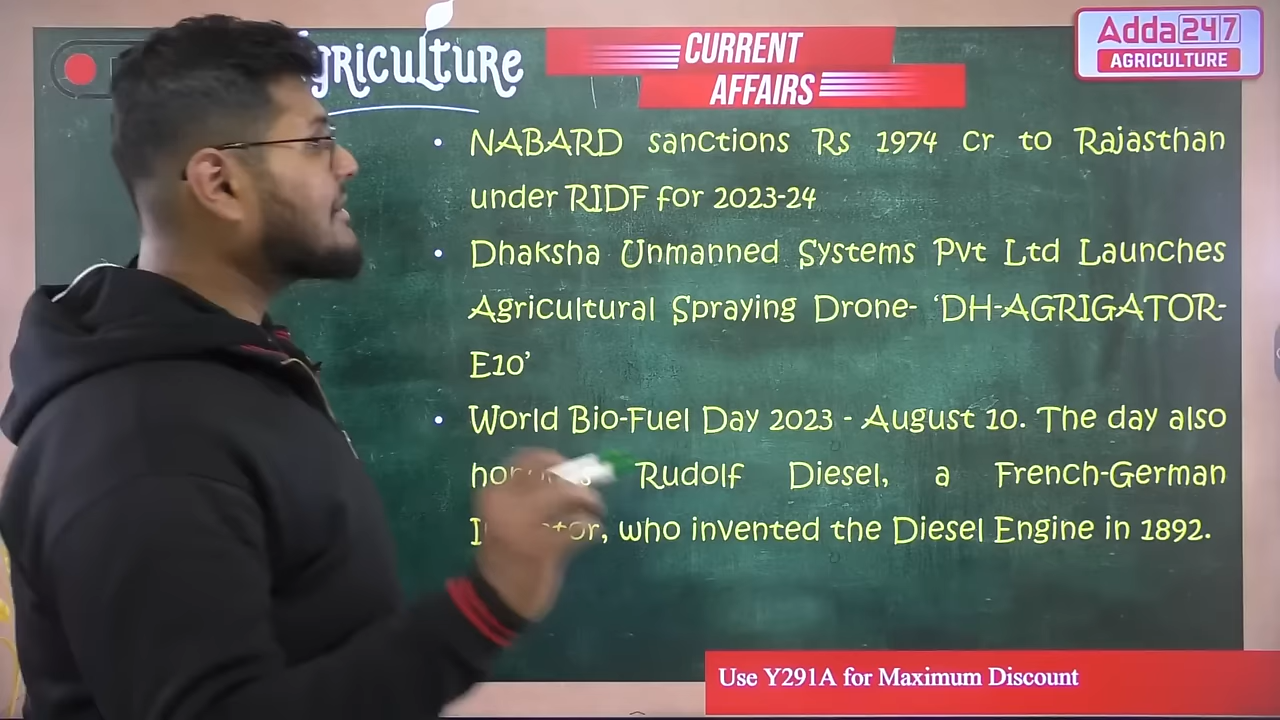 griculture
CURRENT
AFFAIRS
Adda247
AGRICULTURE
• NABARD sanctions Rs 1974 cr to Rajasthan
under RIDF for 2023-24
• Dhaksha Unmanned Systems Pvt Ltd Launches
Agricultural Spraying Drone- ‘DH-AGRIGATOR-
E10’
• World Bio-Fuel Day 2023 - August 10. The day also
Rudolf Diesel, a French-German
who invented the Diesel Engine in 1892.
Use Y291A for Maximum Discount